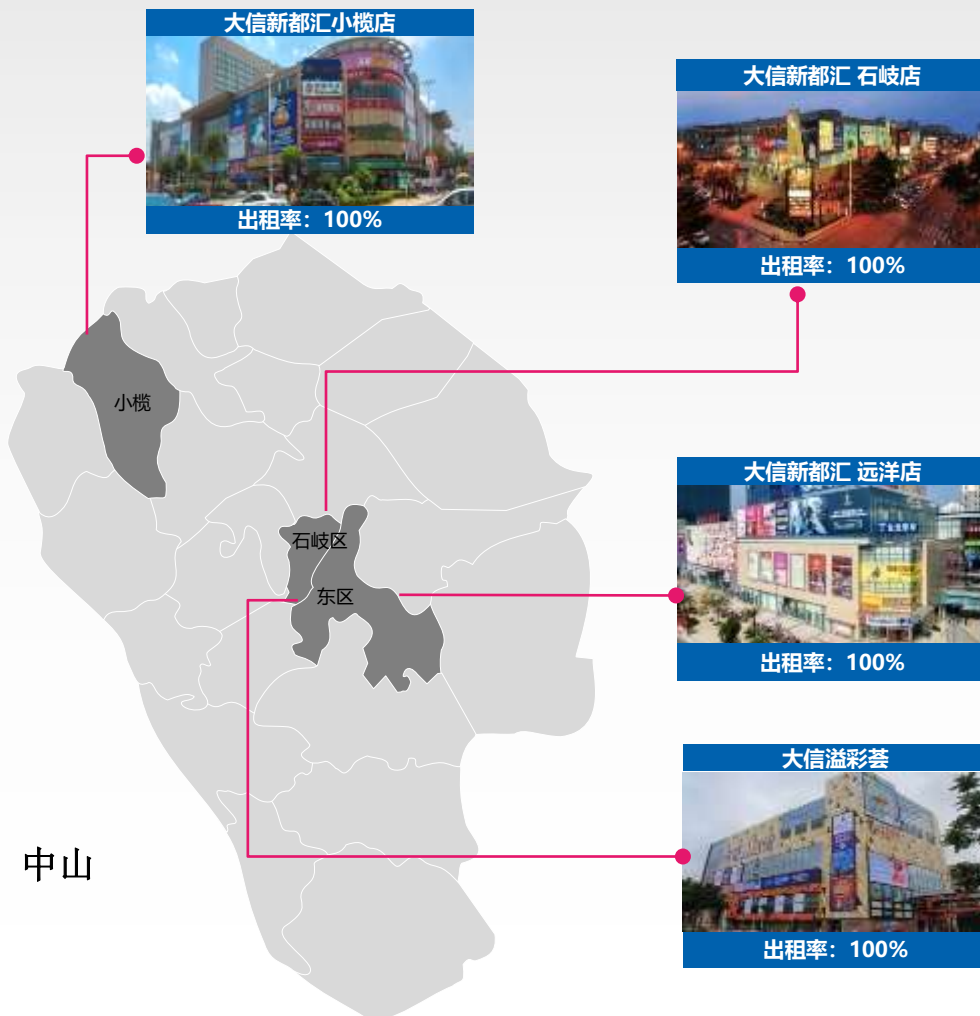 大信新都汇小榄店
出租率：100%
大信新都汇 石岐店
出租率：100%
小榄
石岐区
东区
大信新都汇 远洋店
出租率：100%
大信溢彩荟
出租率：100%
中山